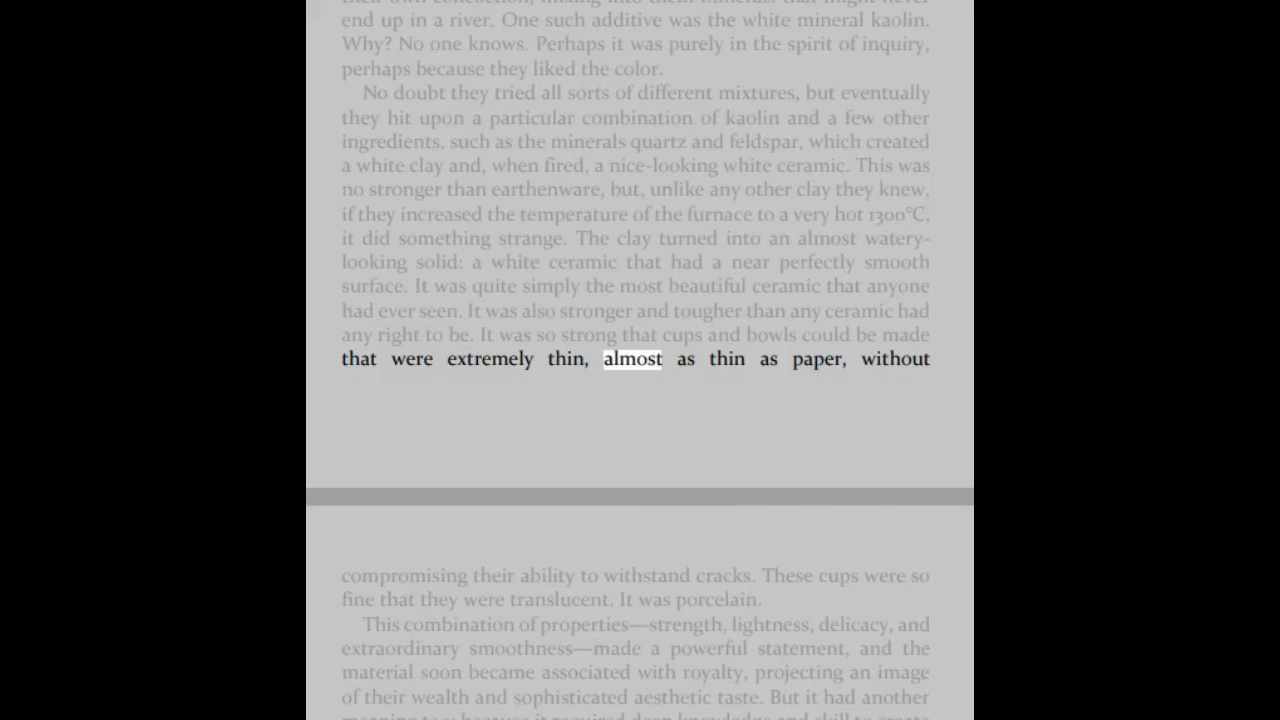 end up in a river. One such additive was the white mineral kaolin.
Why? No one knows. Perhaps it was purely in the spirit of inquiry,
perhaps because they liked the color.
No doubt they tried all sorts of different mixtures, but eventually
they hit upon a particular combination of kaolin and a few other
ingredients, such as the minerals quartz and feldspar, which created
a white clay and, when fired, a nice-looking white ceramic. This was
no stronger than earthenware, but, unlike any other clay they knew,
if they increased the temperature of the furnace to a very hot 1300°C,
it did something strange. The clay turned into an almost watery-
looking solid: a white ceramic that had a near perfectly smooth
surface. It was quite simply the most beautiful ceramic that anyone
had ever seen. It was also stronger and tougher than any ceramic had
any right to be. It was so strong that cups and bowls could be made
that were extremely thin, almost as thin as paper, without
compromising their ability to withstand cracks. These cups were so
fine that they were translucent. It was porcelain.
This combination of properties—strength, lightness, delicacy, and
extraordinary smoothness—made a powerful statement, and the
material soon became associated with royalty, projecting an image
of their wealth and sophisticated aesthetic taste. But it had another